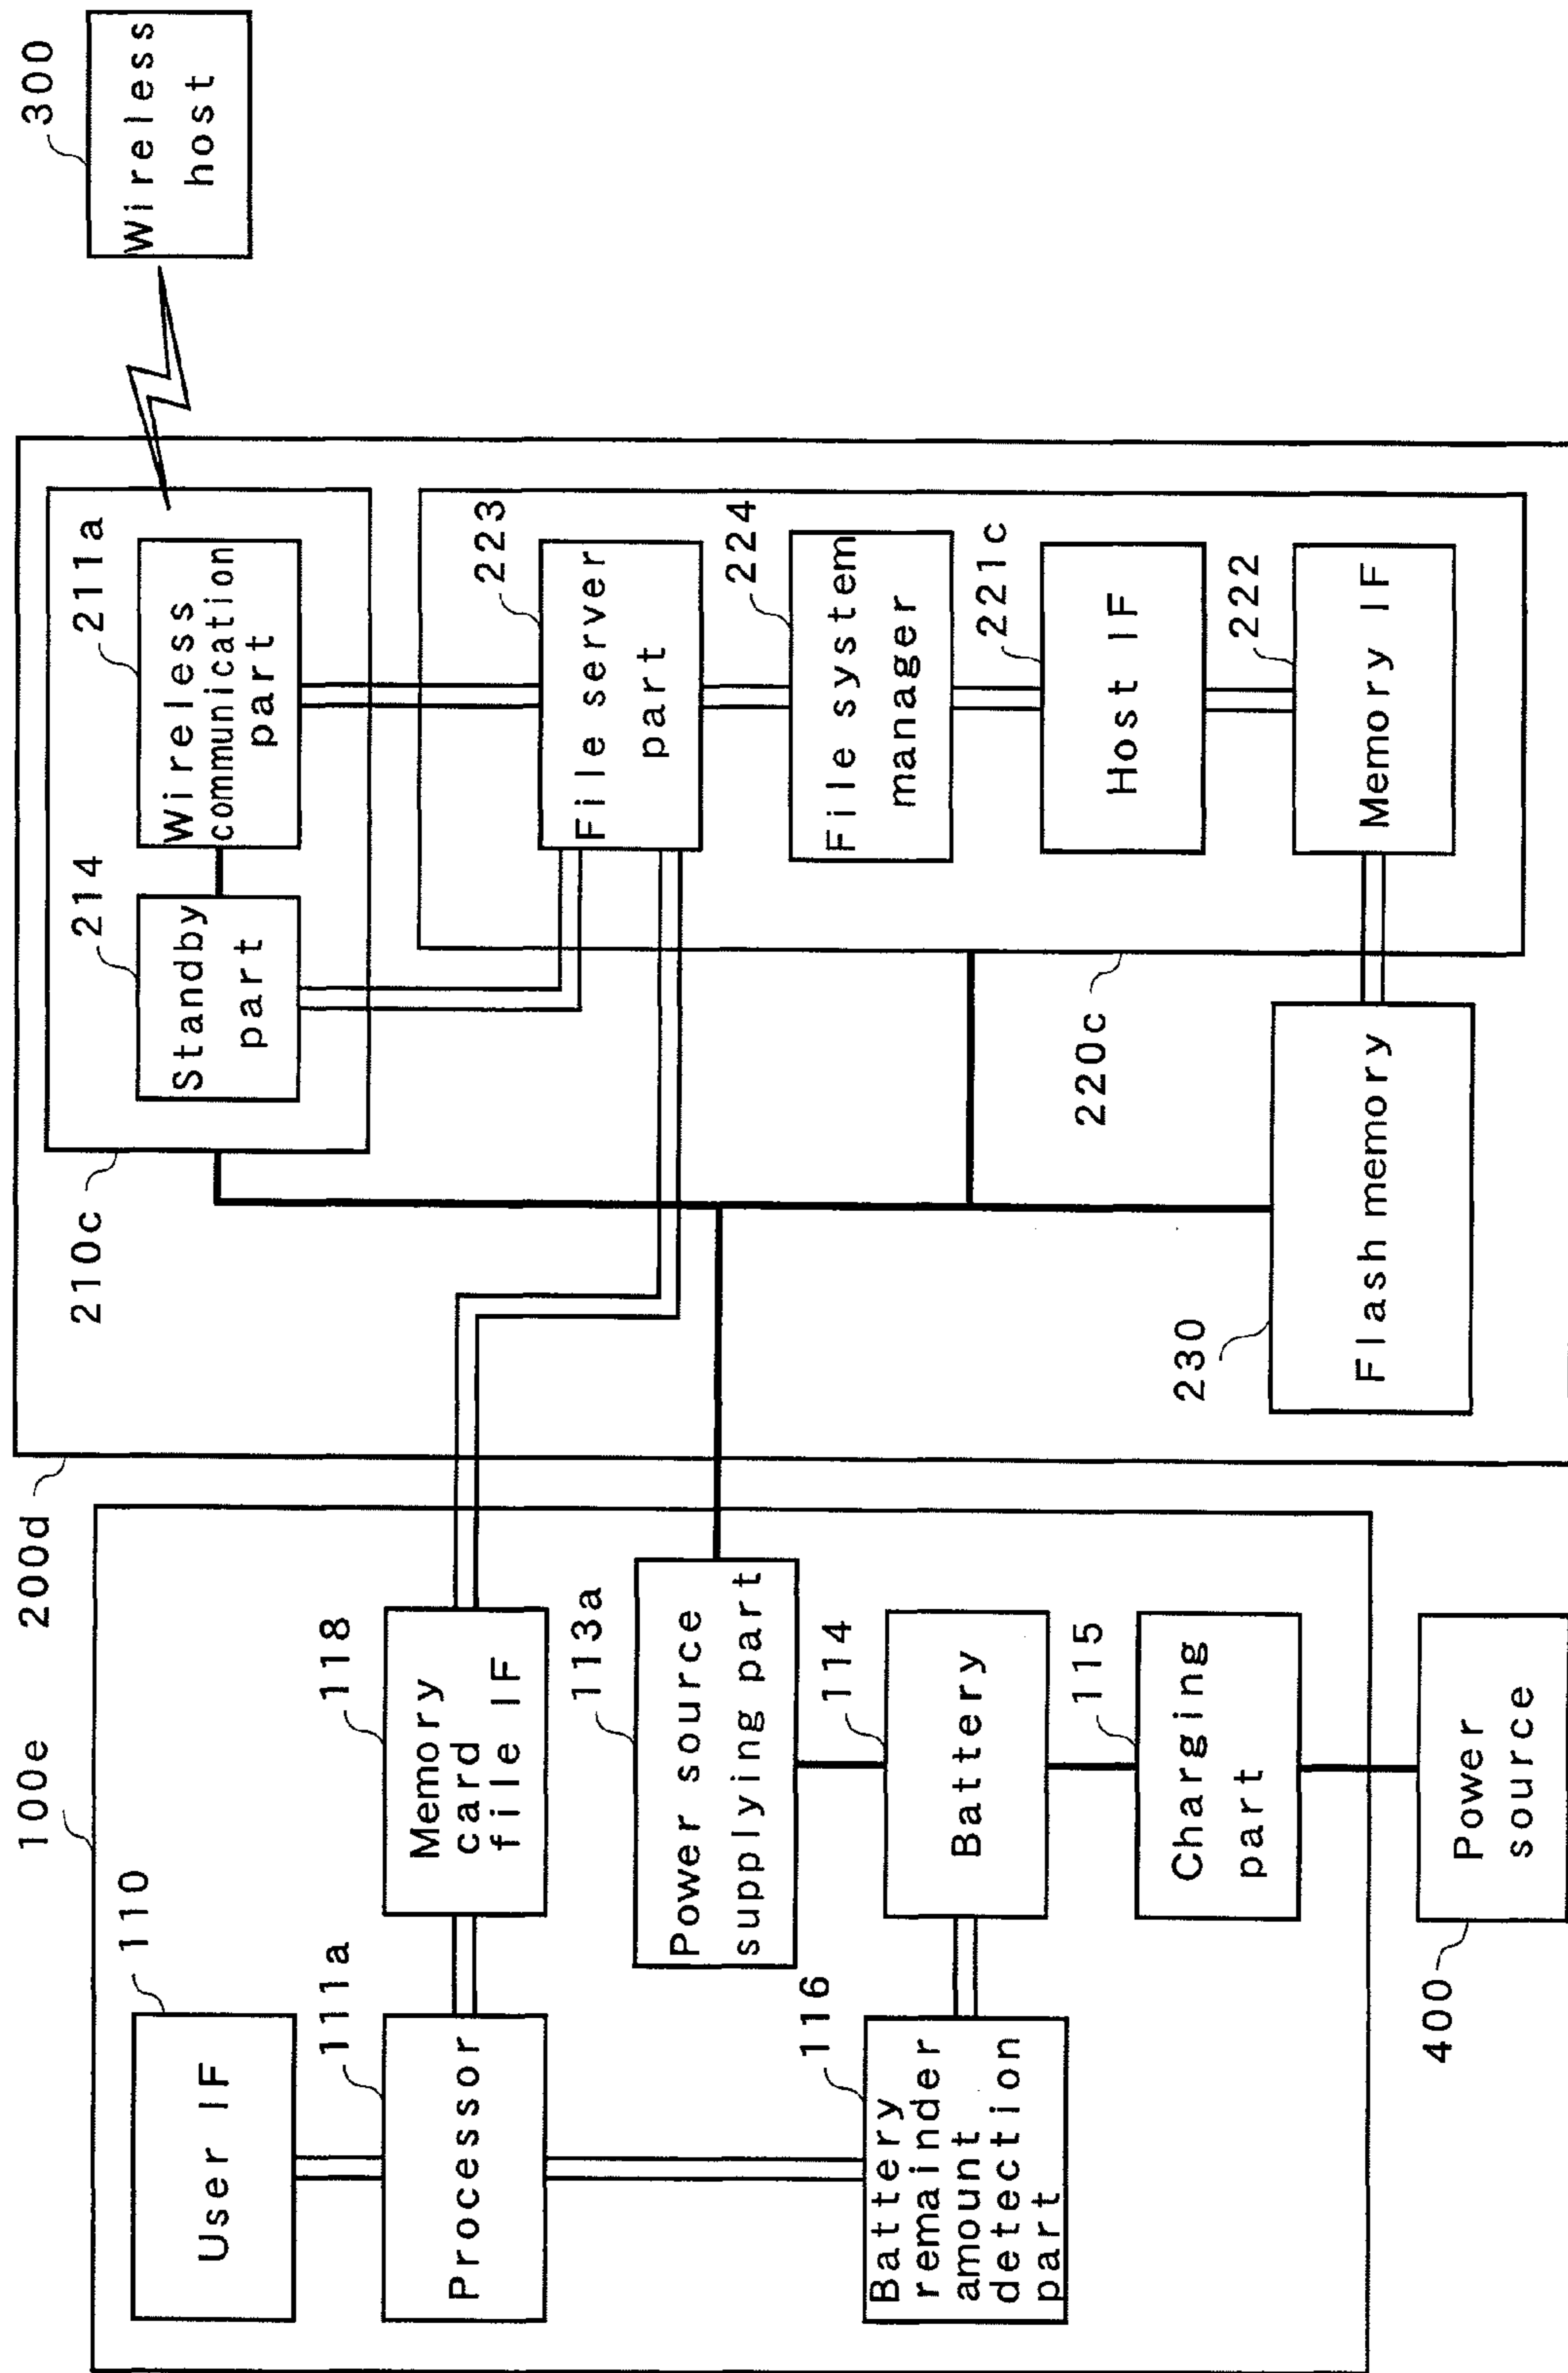 100e
110
User IF
111a
Processor
118
Memory
card
file IF
113a
Power source
supplying part
116
Battery
remainder
amount
detection
part
114
Battery
115
Charging
part
400
Power
source
200d
210c
214
Standby
part
211a
Wireless
communication
part
223
File server
part
224
File system
manager
221c
Host IF
222
Memory IF
220c
230
Flash memory
300
Wireless
host